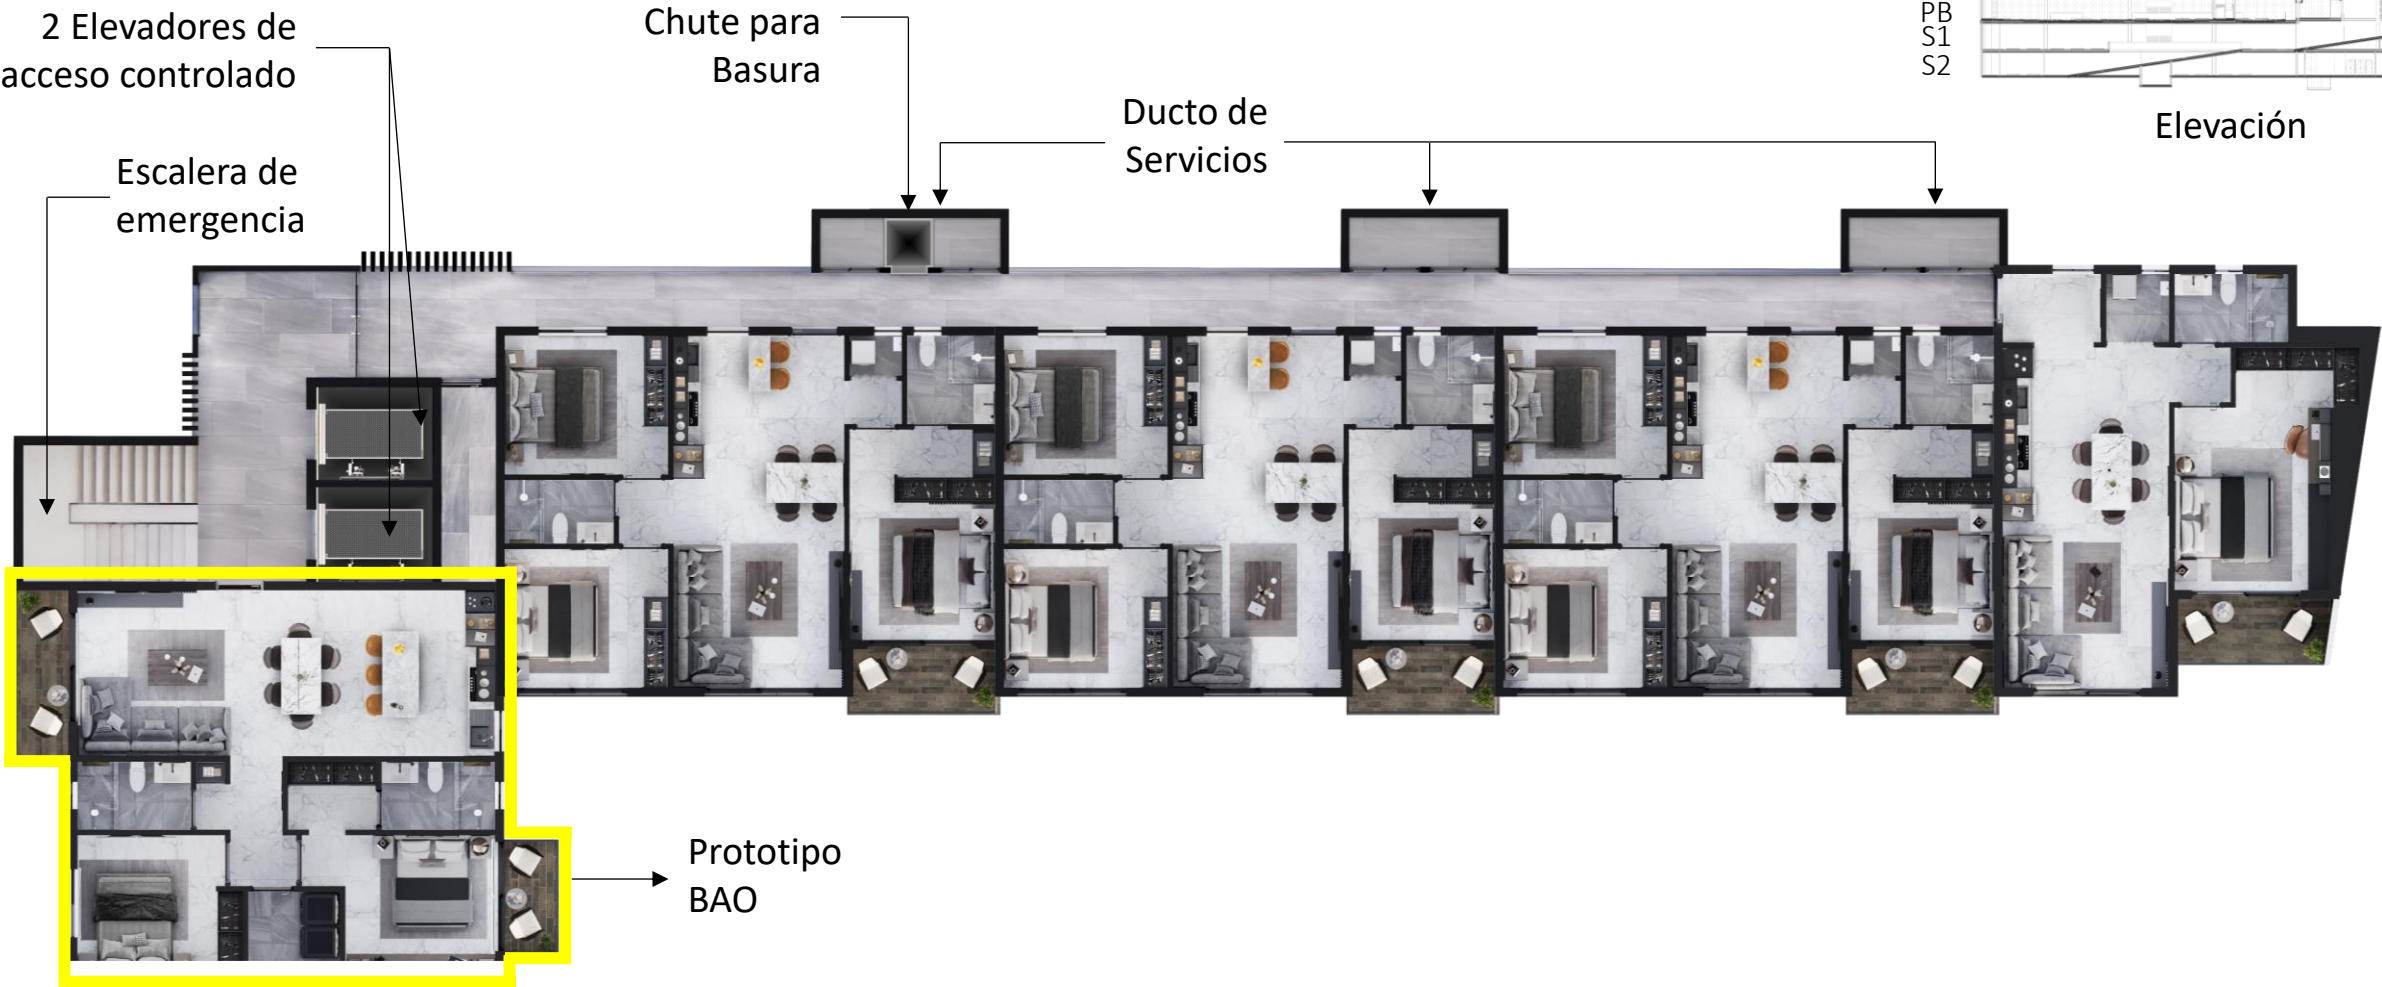 2 Elevadores de
acceso controlado
Chute para
Basura
PB
S1
S2
Elevación
Ducto de
Servicios
Escalera de
emergencia
Prototipo
BAO